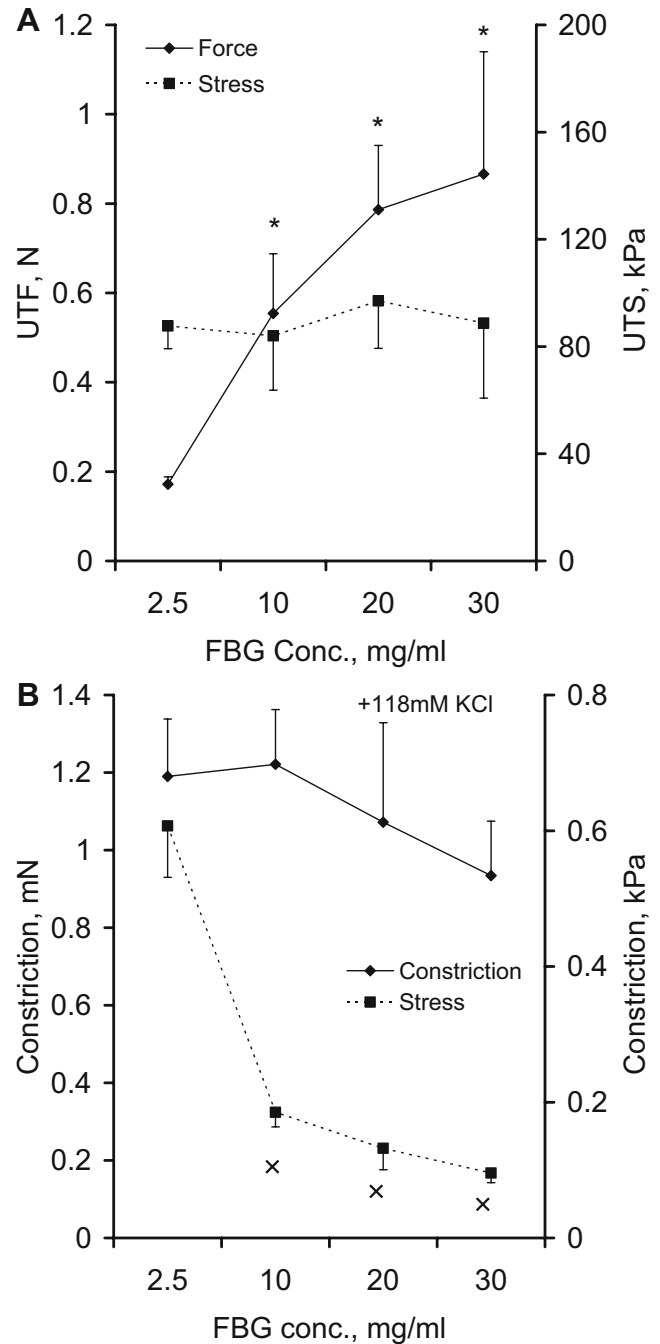 A
1.2
1
0.8
0.6
0.4
0.2
0
UTF, N
200
160
120
80
40
0
UTS, kPa
Force
Stress
*
*
*
2.5 10 20 30
FBG Conc., mg/ml
B
1.4
1.2
1
0.8
0.6
0.4
0.2
0
Constriction, mN
0.8
0.6
0.4
0.2
0
Constriction, kPa
+118mM KCl
Constriction
Stress
×
×
×
2.5 10 20 30
FBG conc., mg/ml